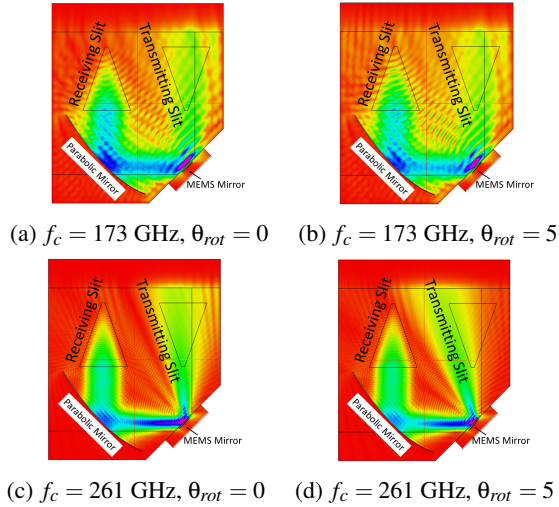 Receiving Slit
Transmitting Slit
Parabolic Mirror
MEMS Mirror
Receiving Slit
Transmitting Slit
Parabolic Mirror
MEMS Mirror
(a) f_c = 173 GHz, θ_rot = 0
(b) f_c = 173 GHz, θ_rot = 5
Receiving Slit
Transmitting Slit
Parabolic Mirror
MEMS Mirror
Receiving Slit
Transmitting Slit
Parabolic Mirror
MEMS Mirror
(c) f_c = 261 GHz, θ_rot = 0
(d) f_c = 261 GHz, θ_rot = 5